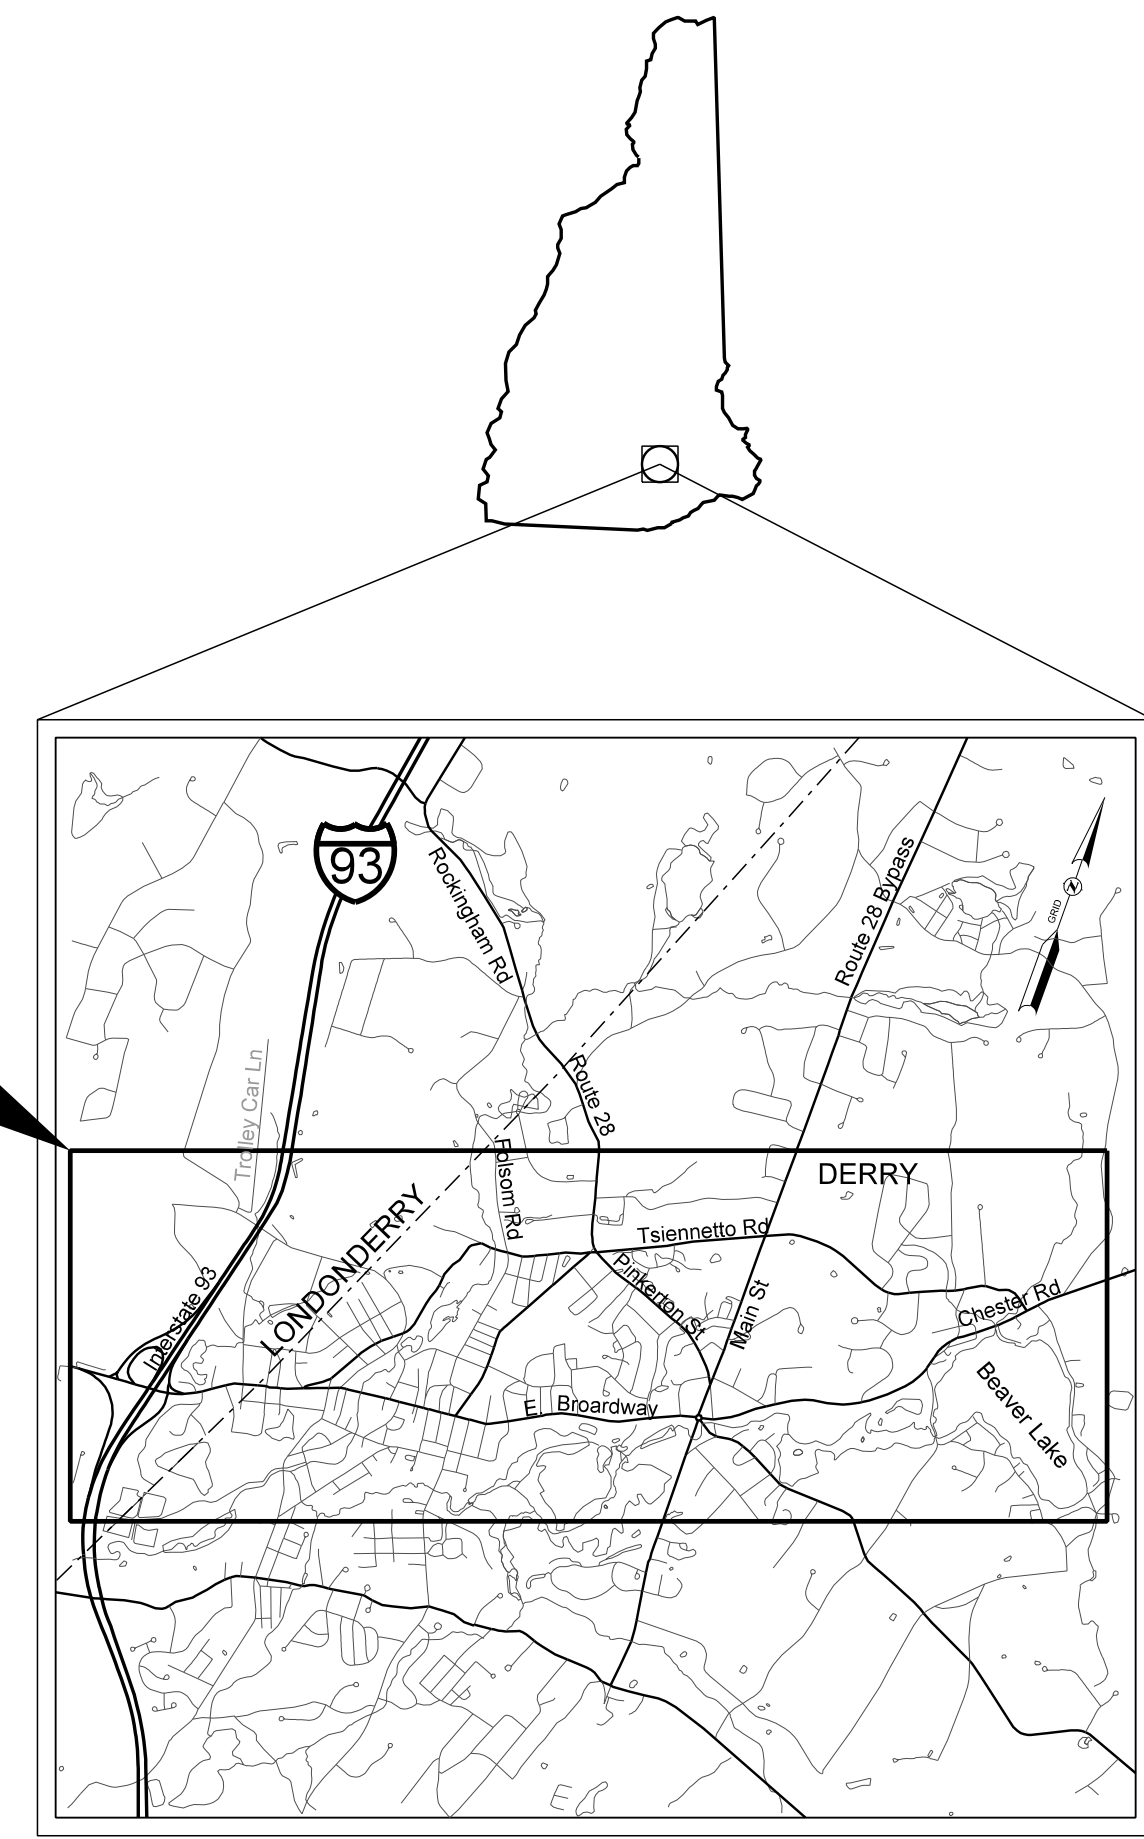 93
Rockingham Rd
Route 28 Bypass
GRID
N
Trolley Car Ln
Route 28
Folsom Rd
DERRY
LONDONDERRY
Tsiennetto Rd
Pinkerton St
Main St
Interstate 93
Chester Rd
E. Broardway
Beaver Lake